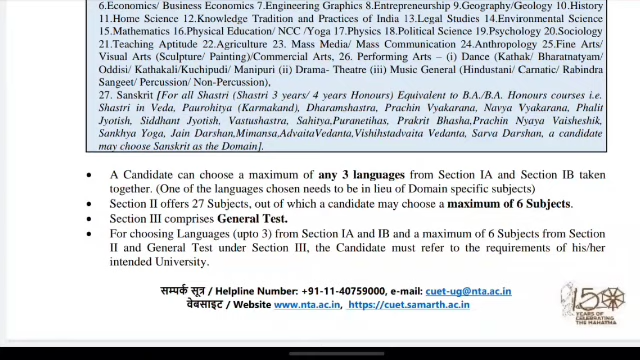 6.Economics/ Business Economics 7.Engineering Graphics 8.Entrepreneurship 9.Geography/Geology 10.History
11.Home Science 12.Knowledge Tradition and Practices of India 13.Legal Studies 14.Environmental Science
15.Mathematics 16.Physical Education/ NCC /Yoga 17.Physics 18.Political Science 19.Psychology 20.Sociology
21.Teaching Aptitude 22.Agriculture 23. Mass Media/ Mass Communication 24.Anthropology 25.Fine Arts/
Visual Arts (Sculpture/ Painting)/Commercial Arts, 26. Performing Arts – (i) Dance (Kathak/ Bharatnatyam/
Oddisi/ Kathakali/Kuchipudi/ Manipuri (ii) Drama- Theatre (iii) Music General (Hindustani/ Carnatic/ Rabindra
Sangeet/ Percussion/ Non-Percussion),
27. Sanskrit [For all Shastri (Shastri 3 years/ 4 years Honours) Equivalent to B.A./B.A. Honours courses i.e.
Shastri in Veda, Paurohitya (Karmakand), Dharamshastra, Prachin Vyakarana, Navya Vyakarana, Phalit
Jyotish, Siddhant Jyotish, Vastushastra, Sahitya,Puranetihas, Prakrit Bhasha,Prachin Nyaya Vaisheshik,
Sankhya Yoga, Jain Darshan,Mimansa,AdvaitaVedanta,Vishihstadvaita Vedanta, Sarva Darshan, a candidate
may choose Sanskrit as the Domain].
• A Candidate can choose a maximum of any 3 languages from Section IA and Section IB taken
together. (One of the languages chosen needs to be in lieu of Domain specific subjects)
• Section II offers 27 Subjects, out of which a candidate may choose a maximum of 6 Subjects.
• Section III comprises General Test.
• For choosing Languages (upto 3) from Section IA and IB and a maximum of 6 Subjects from Section
II and General Test under Section III, the Candidate must refer to the requirements of his/her
intended University.
सम्पर्क सूत्र / Helpline Number: +91-11-40759000, e-mail: cuet-ug@nta.ac.in
वेबसाइट / Website www.nta.ac.in, https://cuet.samarth.ac.in
150
YEARS OF
CELEBRATING
THE MAHATMA